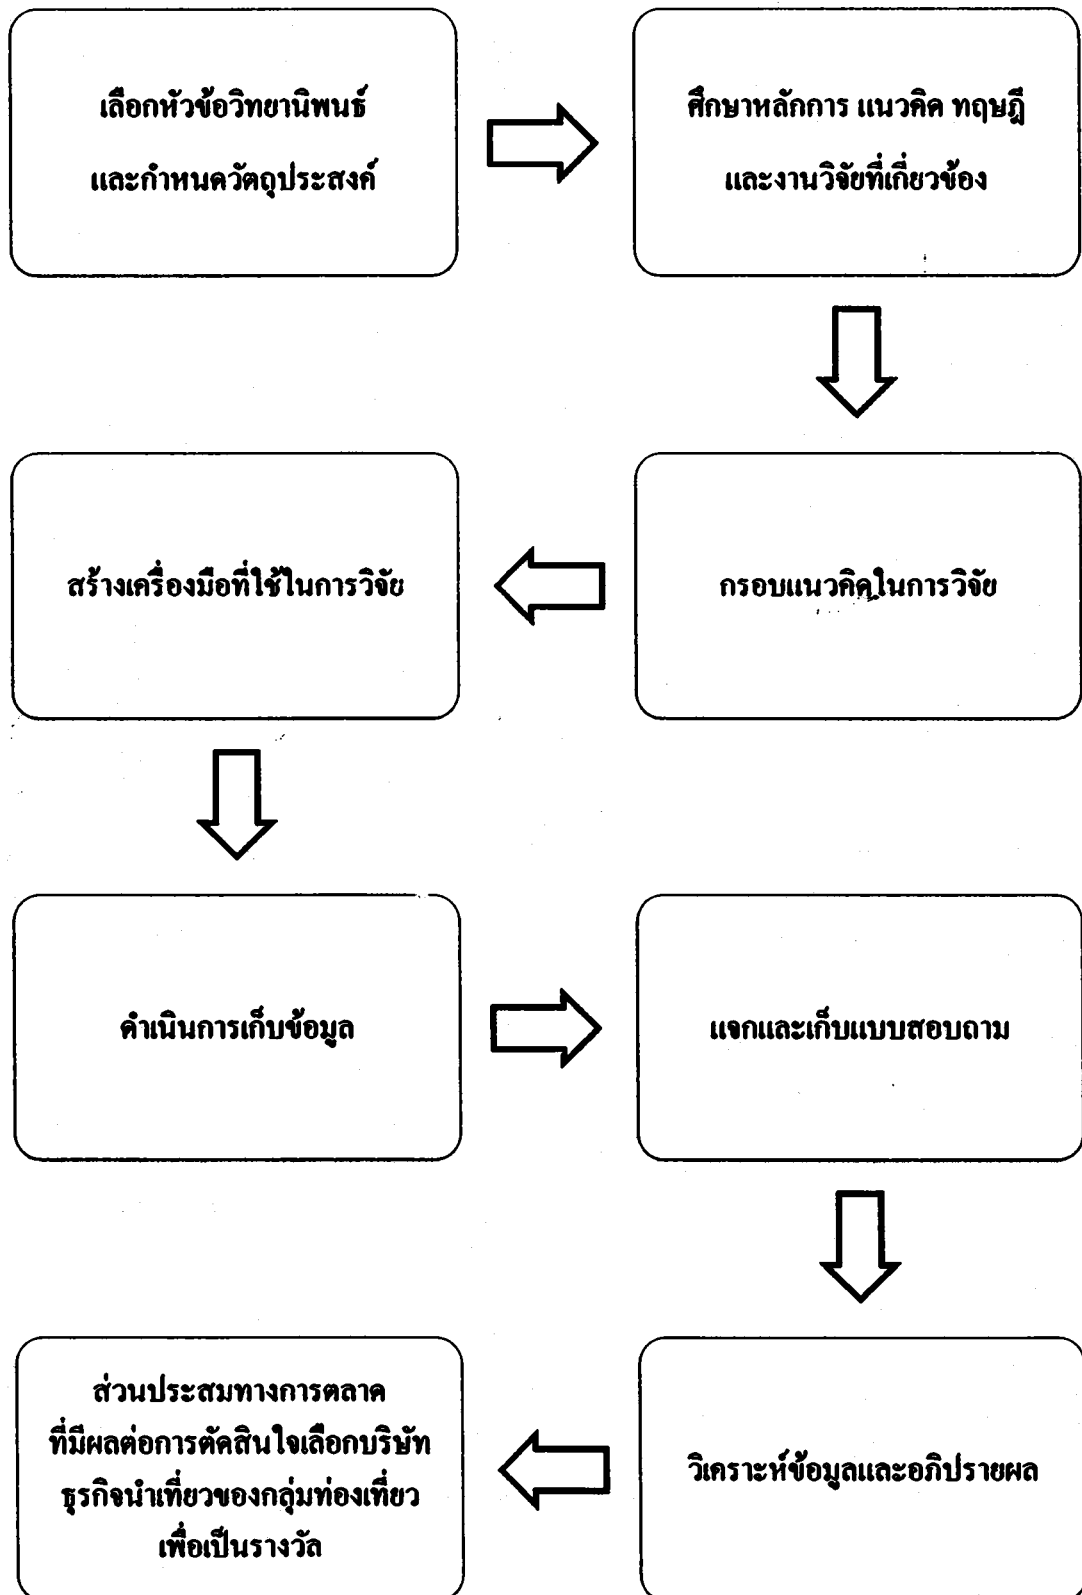 เลือกหัวข้อวิทยานิพนธ์
และกำหนดวัตถุประสงค์
ศึกษาหลักการ แนวคิด ทฤษฎี
และงานวิจัยที่เกี่ยวข้อง
กรอบแนวคิดในการวิจัย
สร้างเครื่องมือที่ใช้ในการวิจัย
ดำเนินการเก็บข้อมูล
แจกและเก็บแบบสอบถาม
วิเคราะห์ข้อมูลและอภิปรายผล
ส่วนประสมทางการตลาด
ที่มีผลต่อการตัดสินใจเลือกบริษัท
ธุรกิจนำเที่ยวของกลุ่มท่องเที่ยว
เพื่อเป็นรางวัล